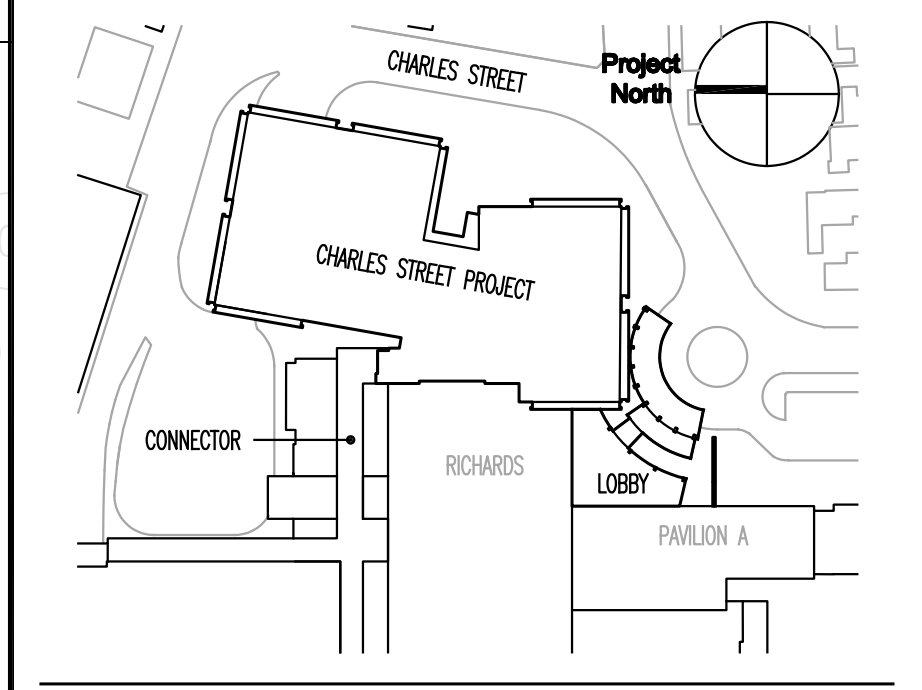 CHARLES STREET
Project
North
CHARLES STREET PROJECT
CONNECTOR
RICHARDS
LOBBY
PAVILION A